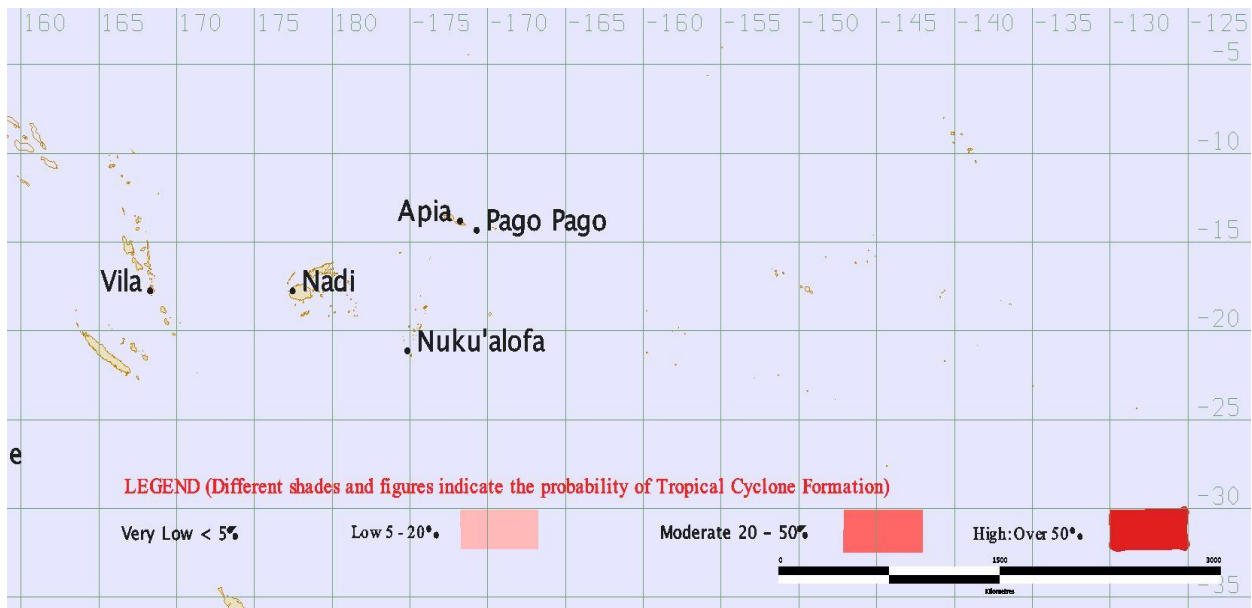 160 165 170 175 180 -175 -170 -165 -160 -155 -150 -145 -140 -135 -130 -125
-5
-10
Apia
Pago Pago
-15
Vila
Nadi
-20
Nuku'alofa
-25
e
LEGEND (Different shades and figures indicate the probability of Tropical Cyclone Formation)
-30
Very Low < 5%
Low 5 - 20%
Moderate 20 - 50%
High: Over 50%
0 1500 3000
Kilometres
-35